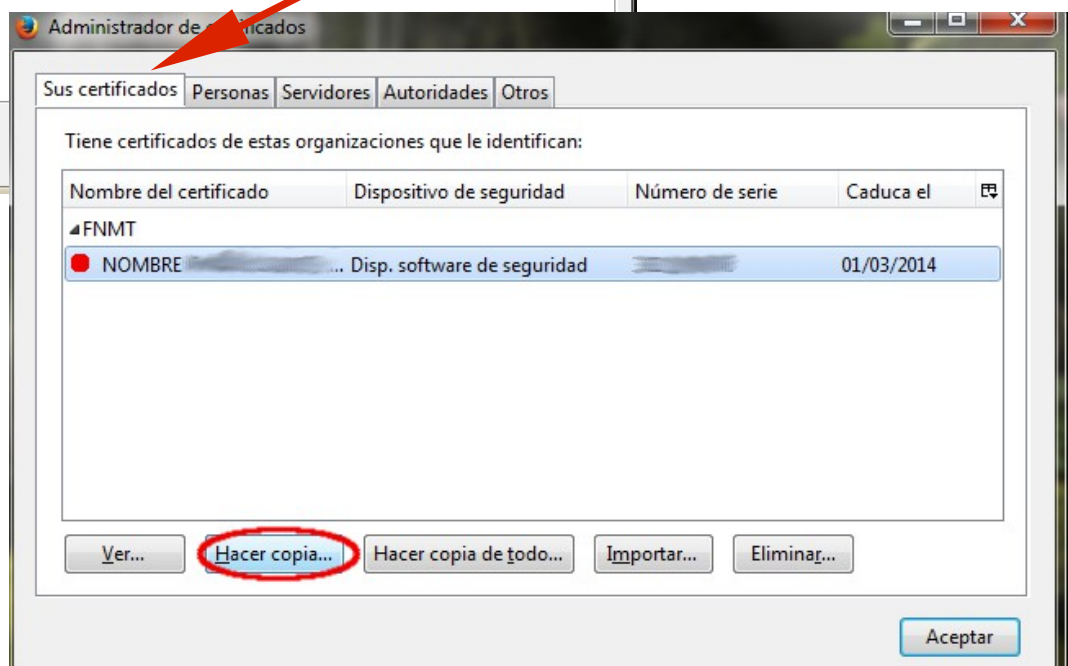 Administrador de certificados
Sus certificados Personas Servidores Autoridades Otros
Tiene certificados de estas organizaciones que le identifican:
Nombre del certificado Dispositivo de seguridad Número de serie Caduca el
FNMT
NOMBRE ... Disp. software de seguridad 01/03/2014
Ver... Hacer copia... Hacer copia de todo... Importar... Eliminar...
Aceptar